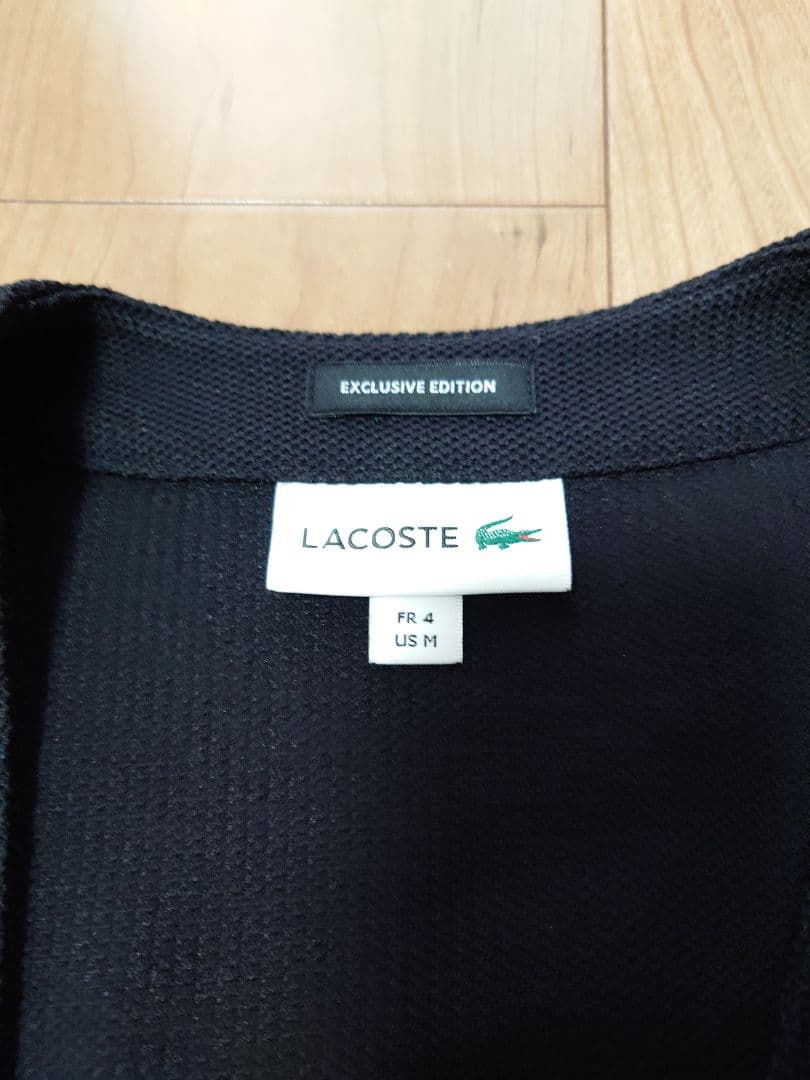 EXCLUSIVE EDITION
LACOSTE
FR 4
US M